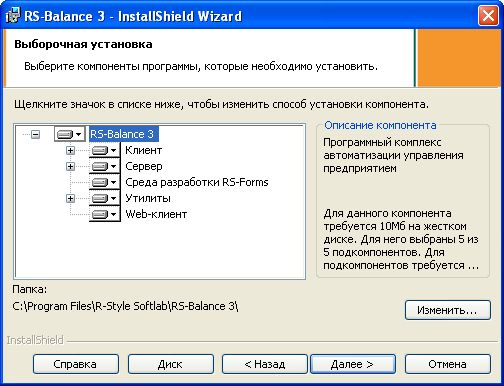 RS-Balance 3 - InstallShield Wizard
Выборочная установка
Выберите компоненты программы, которые необходимо установить.
Щелкните значок в списке ниже, чтобы изменить способ установки компонента.
RS-Balance 3
Клиент
Сервер
Среда разработки RS-Forms
Утилиты
Web-клиент
Описание компонента
Программный комплекс
автоматизации управления
предприятием
Для данного компонента
требуется 10Мб на жестком
диске. Для него выбраны 5 из
5 подкомпонентов. Для
подкомпонентов требуется ...
Папка:
C:\Program Files\R-Style Softlab\RS-Balance 3\
Изменить...
InstallShield
Справка
Диск
< Назад
Далее >
Отмена